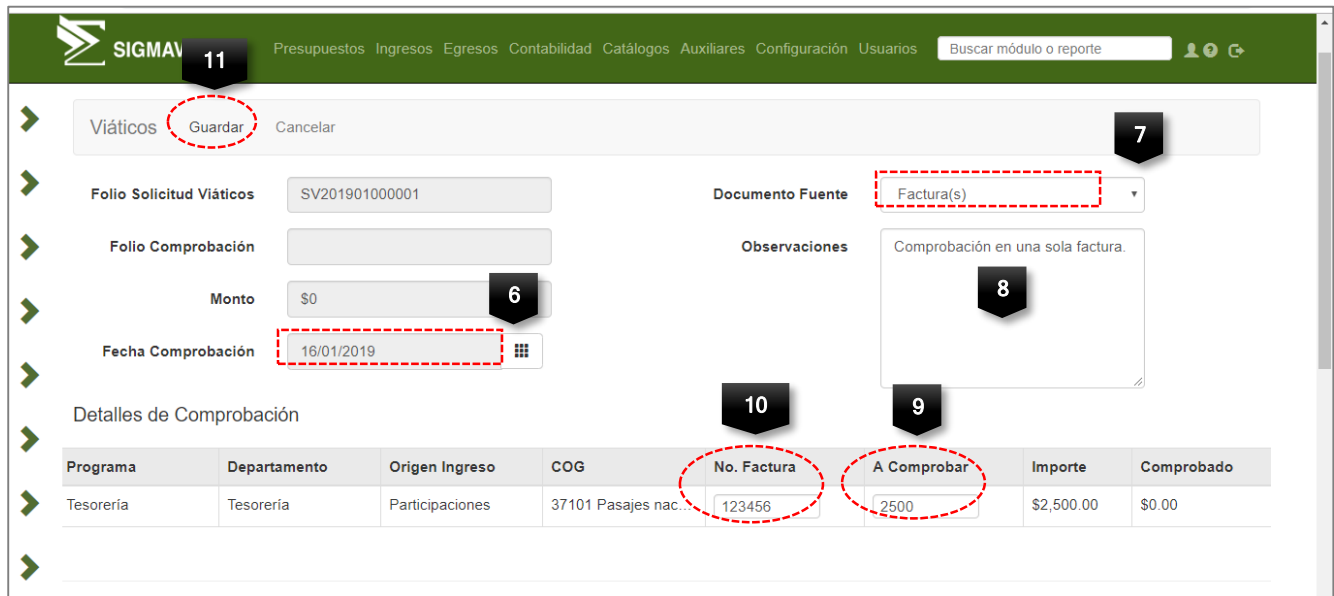 SIGMAV
Presupuestos Ingresos Egresos Contabilidad Catálogos Auxiliares Configuración Usuarios
Buscar módulo o reporte
11
Viáticos Guardar Cancelar
7
Folio Solicitud Viáticos SV201901000001 Documento Fuente Factura(s)
Folio Comprobación Observaciones Comprobación en una sola factura.
8
Monto $0
6
Fecha Comprobación 16/01/2019
Detalles de Comprobación
10
9
Programa Departamento Origen Ingreso COG No. Factura A Comprobar Importe Comprobado
Tesorería Tesorería Participaciones 37101 Pasajes nac... 123456 2500 $2,500.00 $0.00